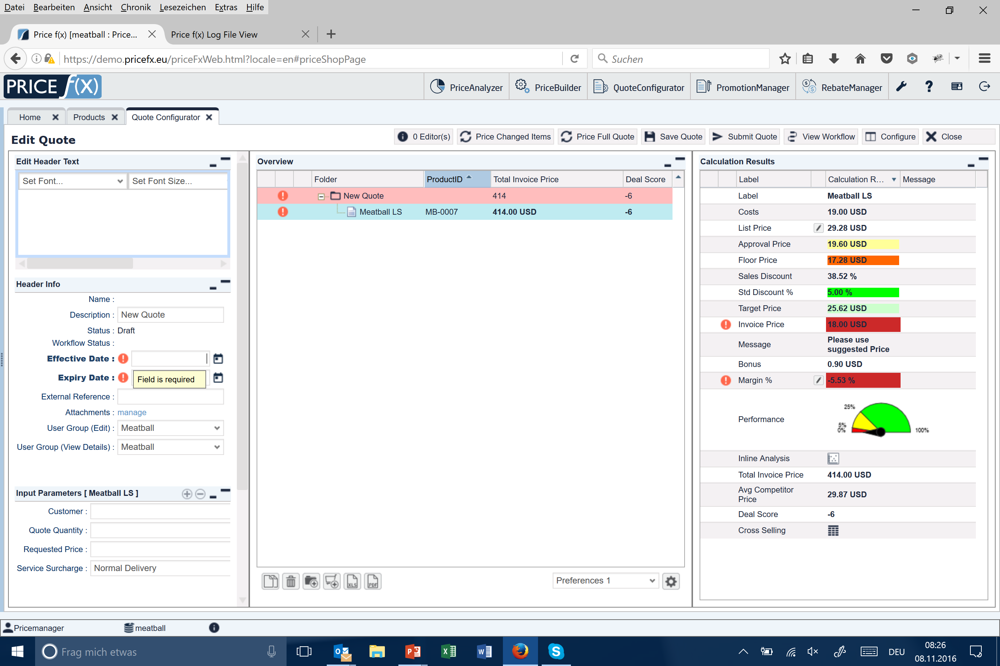 Datei Bearbeiten Ansicht Chronik Lesezeichen Extras Hilfe
Price f(x) [meatball : Price...
Price f(x) Log File View
https://demo.pricefx.eu/priceFxWeb.html?locale=en#priceShopPage
Suchen
PRICE f(X)
PriceAnalyzer
PriceBuilder
QuoteConfigurator
PromotionManager
RebateManager
Home
Products
Quote Configurator
Edit Quote
0 Editor(s)
Price Changed Items
Price Full Quote
Save Quote
Submit Quote
View Workflow
Configure
Close
Edit Header Text
Set Font...
Set Font Size...
Header Info
Name :
Description : New Quote
Status : Draft
Workflow Status :
Effective Date :
Expiry Date :
Field is required
External Reference :
Attachments : manage
User Group (Edit) : Meatball
User Group (View Details) : Meatball
Input Parameters [ Meatball LS ]
Customer :
Quote Quantity :
Requested Price :
Service Surcharge : Normal Delivery
Overview
Folder ProductID Total Invoice Price Deal Score
New Quote 414 -6
Meatball LS MB-0007 414.00 USD -6
XLS
PDF
Preferences 1
Calculation Results
Label Calculation R... Message
Label Meatball LS
Costs 19.00 USD
List Price 29.28 USD
Approval Price 19.60 USD
Floor Price 17.28 USD
Sales Discount 38.52 %
Std Discount % 5.00 %
Target Price 25.62 USD
Invoice Price 18.00 USD
Message Please use
suggested Price
Bonus 0.90 USD
Margin % -5.53 %
Performance
25%
5%
0%
100%
Inline Analysis
Total Invoice Price 414.00 USD
Avg Competitor
Price 29.87 USD
Deal Score -6
Cross Selling
Pricemanager
meatball
Frag mich etwas
DEU
08:26
08.11.2016